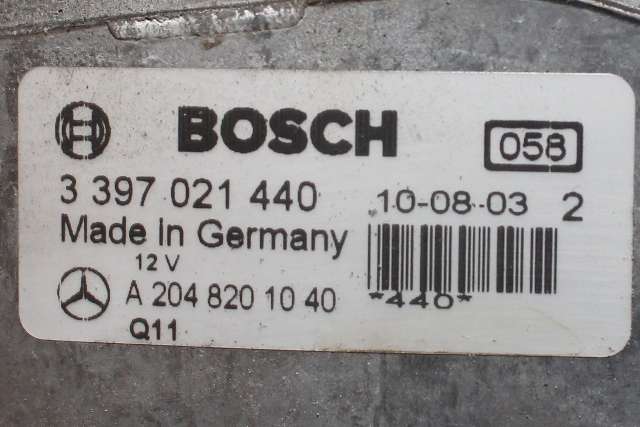 BOSCH 058
3 397 021 440 10-08-03 2
Made in Germany
12 V
A 204 820 10 40 *440*
Q11